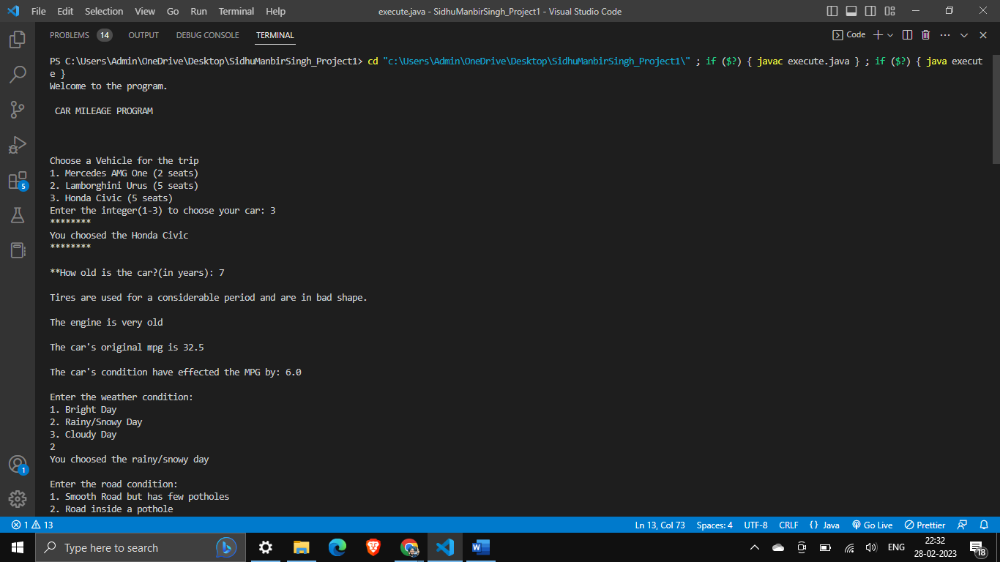 File Edit Selection View Go Run Terminal Help
execute.java - SidhuManbirSingh_Project1 - Visual Studio Code
PROBLEMS 14 OUTPUT DEBUG CONSOLE TERMINAL
Code
PS C:\Users\Admin\OneDrive\Desktop\SidhuManbirSingh_Project1> cd "c:\Users\Admin\OneDrive\Desktop\SidhuManbirSingh_Project1\" ; if ($?) { javac execute.java } ; if ($?) { java execut
e }
Welcome to the program.
CAR MILEAGE PROGRAM
Choose a Vehicle for the trip
1. Mercedes AMG One (2 seats)
2. Lamborghini Urus (5 seats)
3. Honda Civic (5 seats)
Enter the integer(1-3) to choose your car: 3
********
You choosed the Honda Civic
********
**How old is the car?(in years): 7
Tires are used for a considerable period and are in bad shape.
The engine is very old
The car's original mpg is 32.5
The car's condition have effected the MPG by: 6.0
Enter the weather condition:
1. Bright Day
2. Rainy/Snowy Day
3. Cloudy Day
2
You choosed the rainy/snowy day
Enter the road condition:
1. Smooth Road but has few potholes
2. Road inside a pothole
5
1
1 13
Ln 13, Col 73 Spaces: 4 UTF-8 CRLF {} Java Go Live Prettier
Type here to search
ENG
22:32
28-02-2023
18